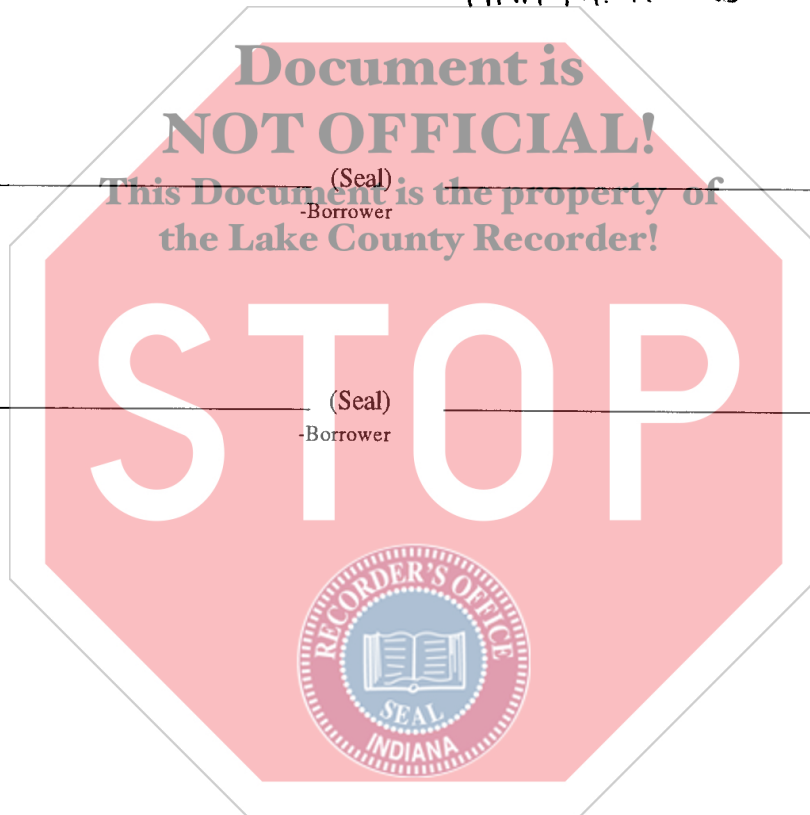 Document is
NOT OFFICIAL!
(Seal)
This Document is the property of
-Borrower
the Lake County Recorder!
STOP
(Seal)
-Borrower
RECORDER'S OFFICE
SEAL
INDIANA